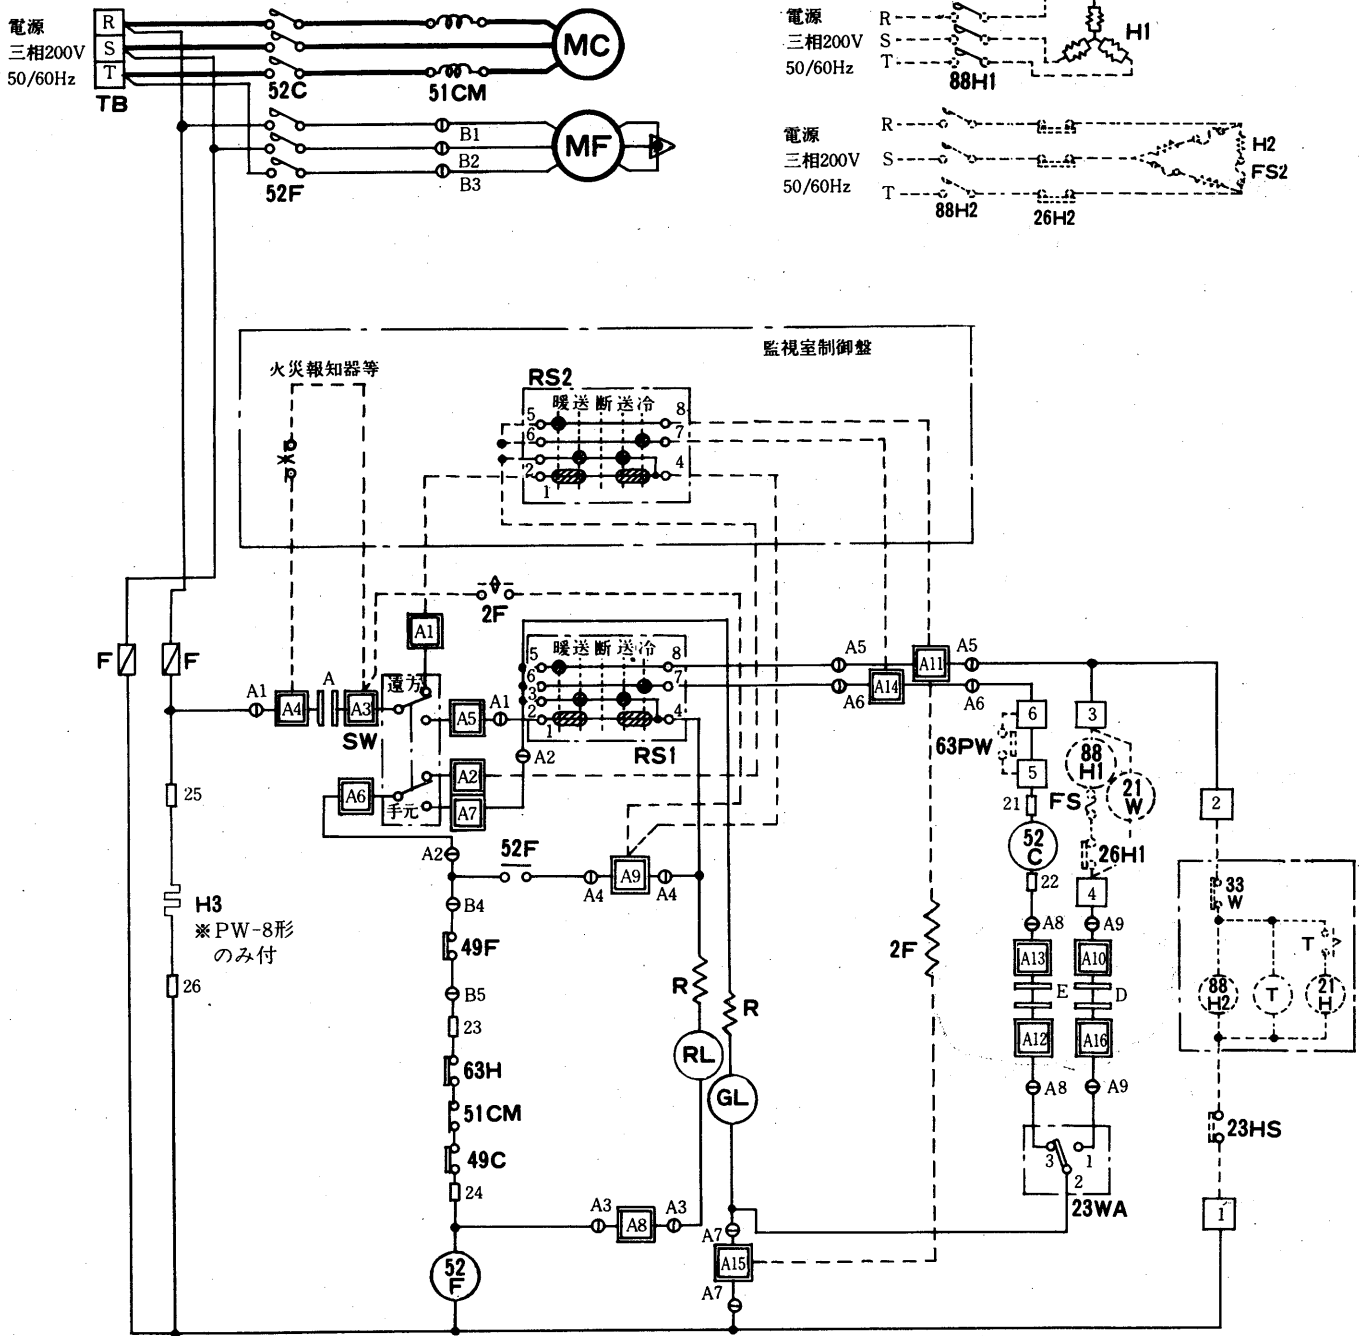 電源
三相200V
50/60Hz
R
S
T
TB
52C
51CM
MC
B1
B2
B3
52F
MF
電源
三相200V
50/60Hz
R
S
T
88H1
H1
電源
三相200V
50/60Hz
R
S
T
88H2
26H2
H2
FS2
監視室制御盤
火災報知器等
RS2
暖送断送冷
5
6
2
1
8
7
4
2F
A1
F
F
A1
A4
A
A3
遠方
SW
A5
A1
暖送断送冷
5
6
3
2
1
8
7
4
RS1
A2
A2
A7
A6
手元
A5
A11
A5
A6
A14
A6
6
63PW
5
21
52
C
22
3
88
H1
21
W
FS
26H1
4
2
A2
52F
A4
A9
A4
B4
49F
B5
23
63H
51CM
49C
24
25
H3
※PW-8形
のみ付
26
R
R
RL
GL
2F
A8
A9
A13
A10
E
D
A12
A16
A8
A9
3
1
2
23WA
33
W
T
88
H2
T
21
H
23HS
1
A3
A8
A3
A7
A15
A7
52
F